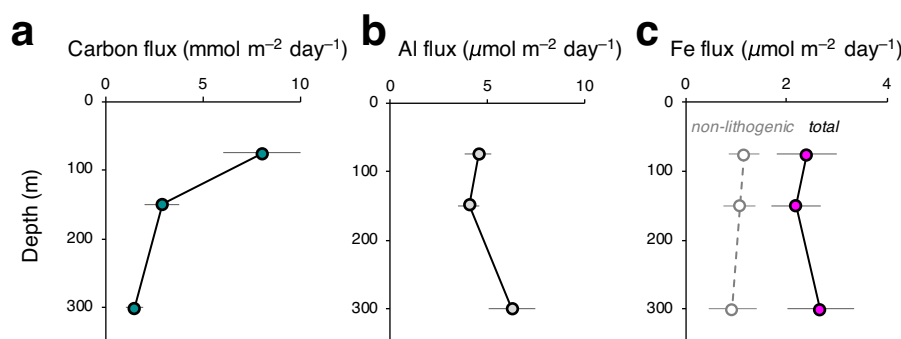 a
Carbon flux (mmol m⁻² day⁻¹)
0 5 10
0
100
200
300
Depth (m)
b
Al flux (μmol m⁻² day⁻¹)
0 5 10
0
100
200
300
c
Fe flux (μmol m⁻² day⁻¹)
0 2 4
0
non-lithogenic total
100
200
300